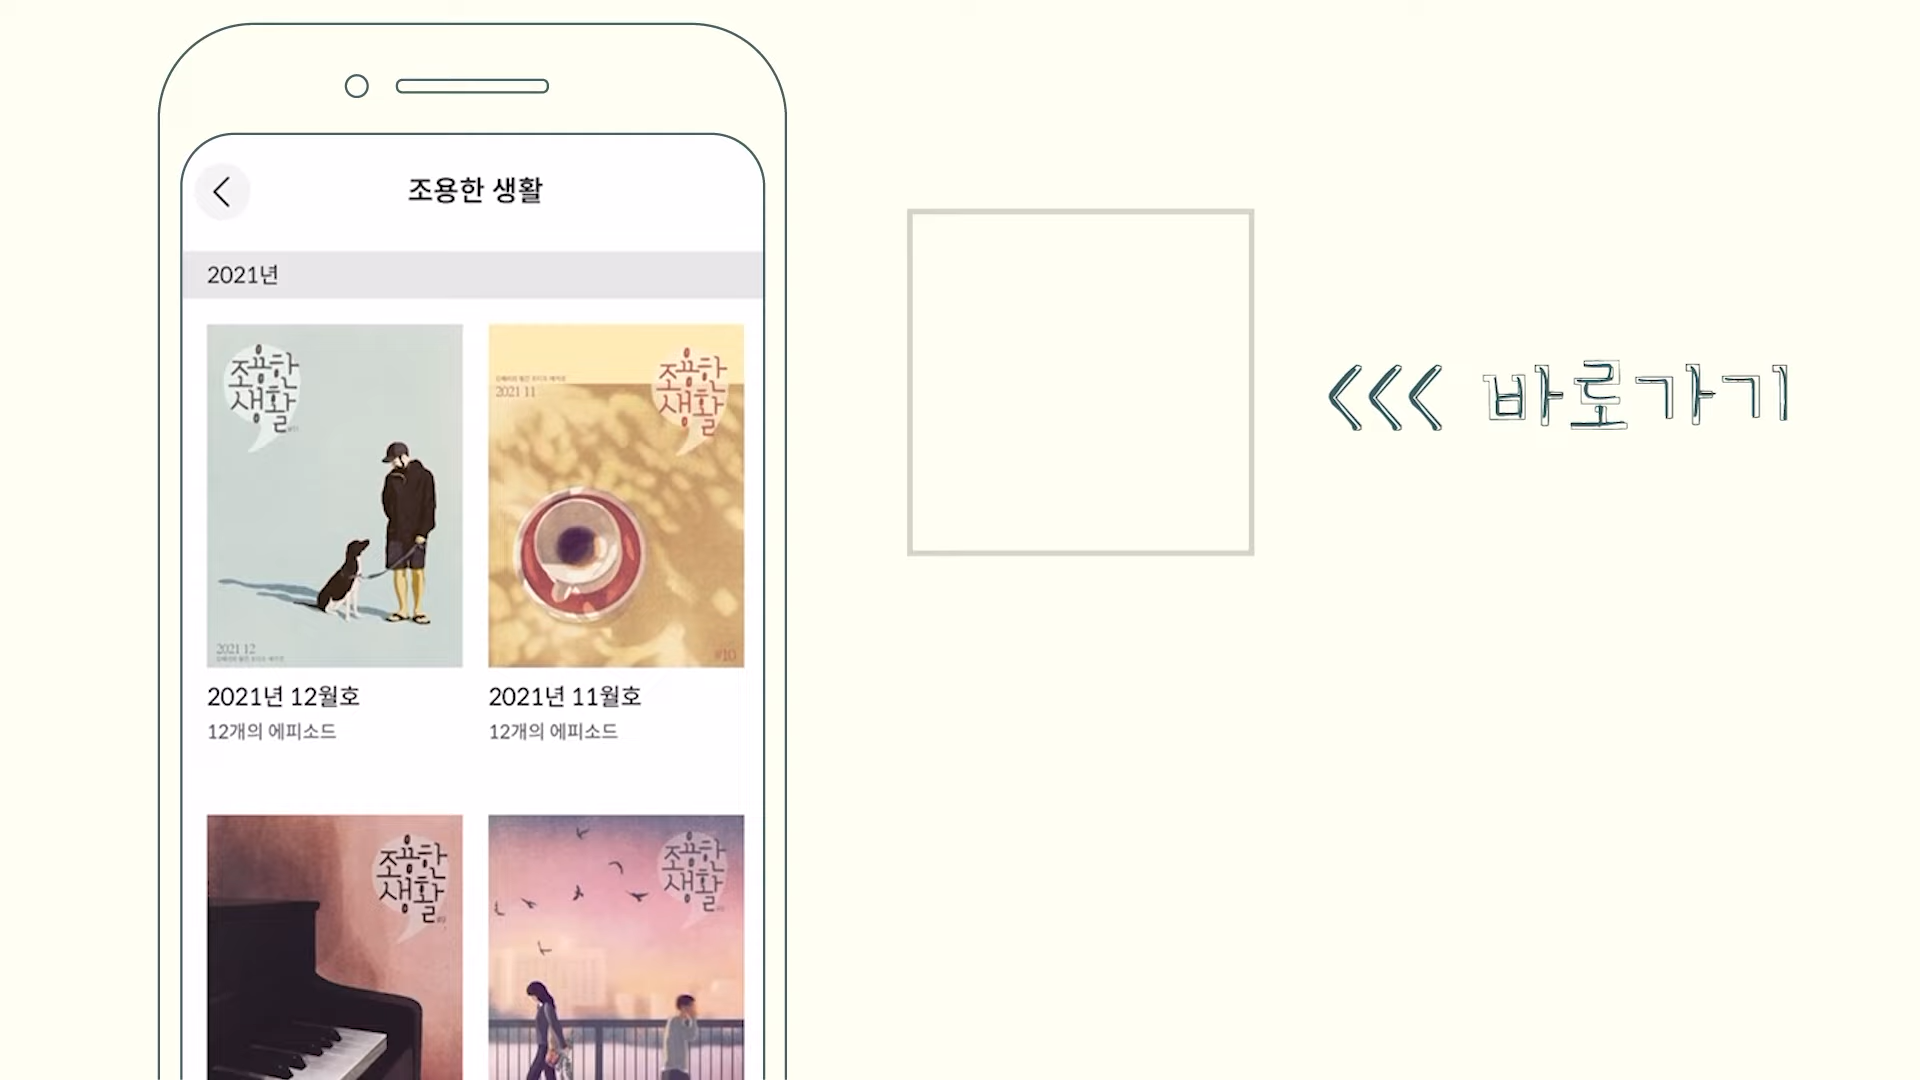 조용한 생활
2021년
조용한
생활
2021 12
2021년 12월호
12개의 에피소드
2021 11
조용한
생활
#10
2021년 11월호
12개의 에피소드
조용한
생활
조용한
생활
<<< 바로가기